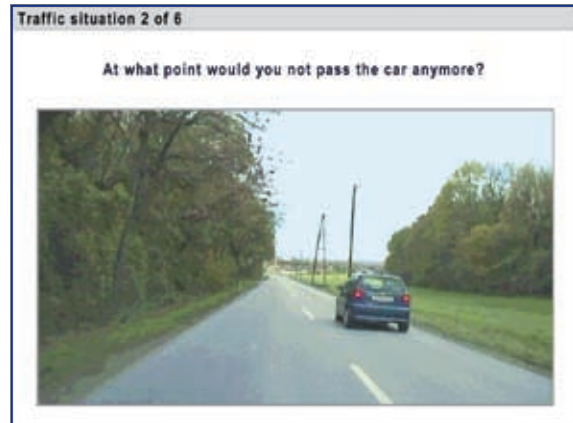 Traffic situation 2 of 6
At what point would you not pass the car anymore?